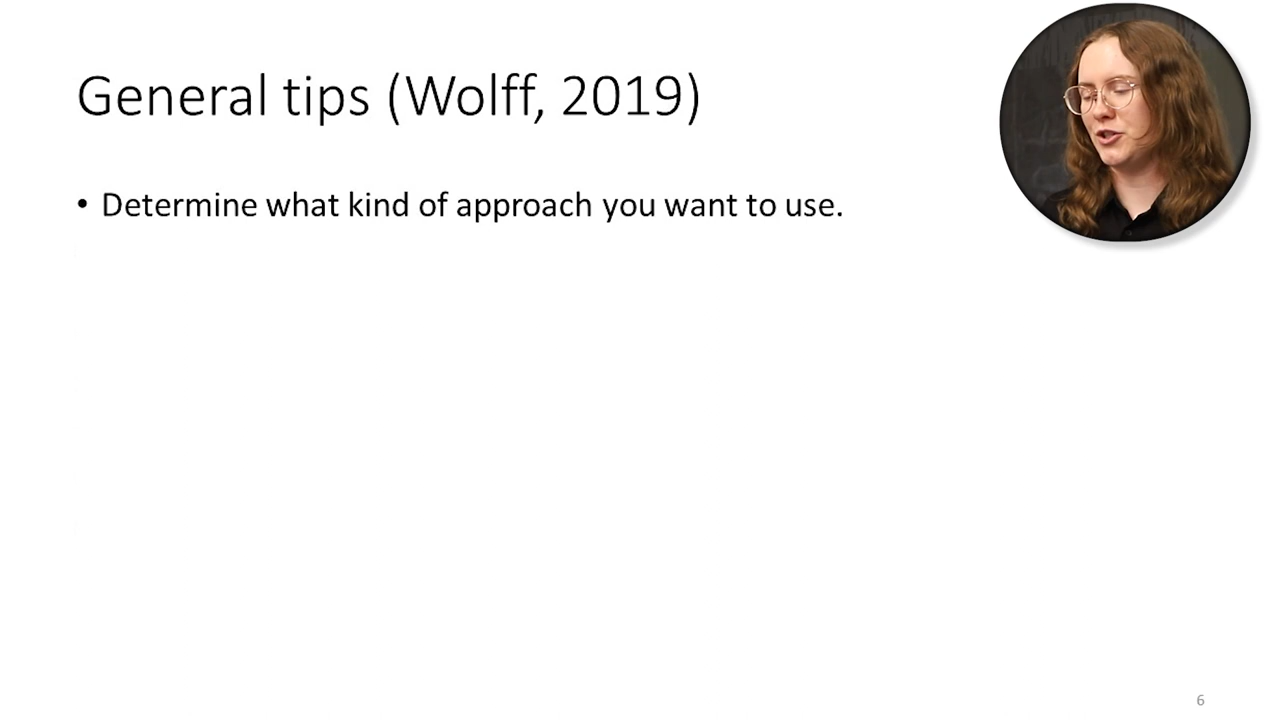 General tips (Wolff, 2019)
• Determine what kind of approach you want to use.
6